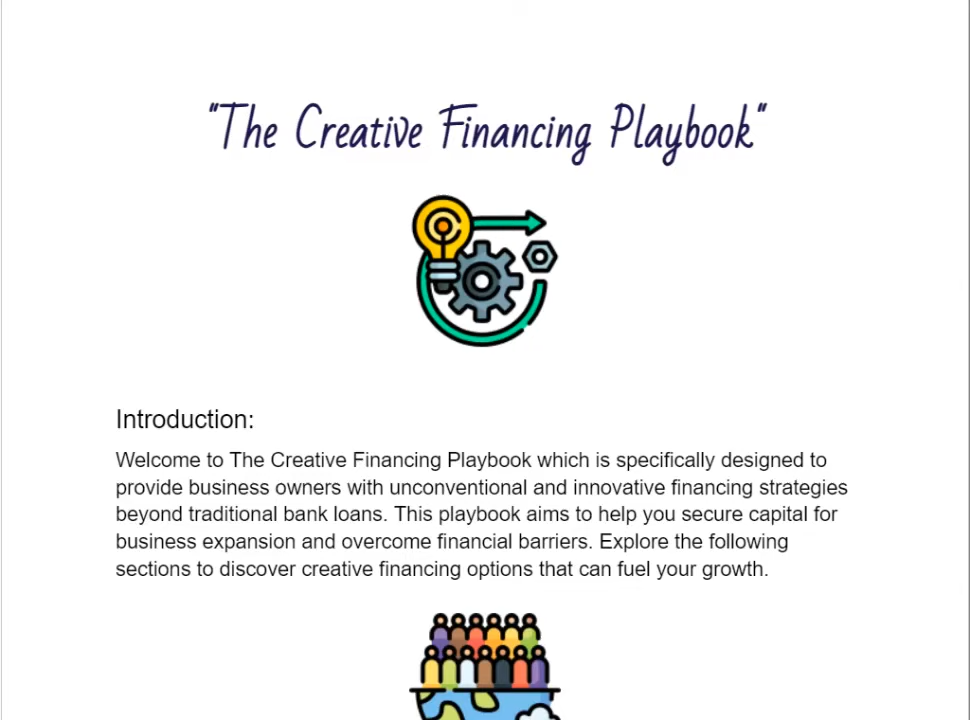 "The Creative Financing Playbook"
Introduction:
Welcome to The Creative Financing Playbook which is specifically designed to
provide business owners with unconventional and innovative financing strategies
beyond traditional bank loans. This playbook aims to help you secure capital for
business expansion and overcome financial barriers. Explore the following
sections to discover creative financing options that can fuel your growth.